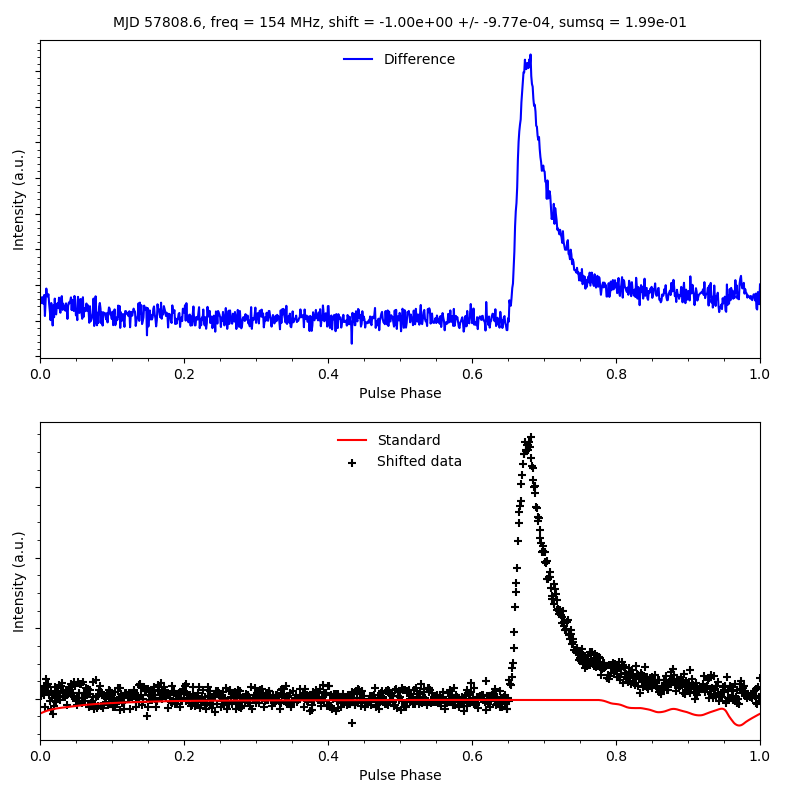 MJD 57808.6, freq = 154 MHz, shift = -1.00e+00 +/- -9.77e-04, sumsq = 1.99e-01
Difference
Intensity (a.u.)
0.0 0.2 0.4 0.6 0.8 1.0
Pulse Phase
Standard
Shifted data
Intensity (a.u.)
0.0 0.2 0.4 0.6 0.8 1.0
Pulse Phase